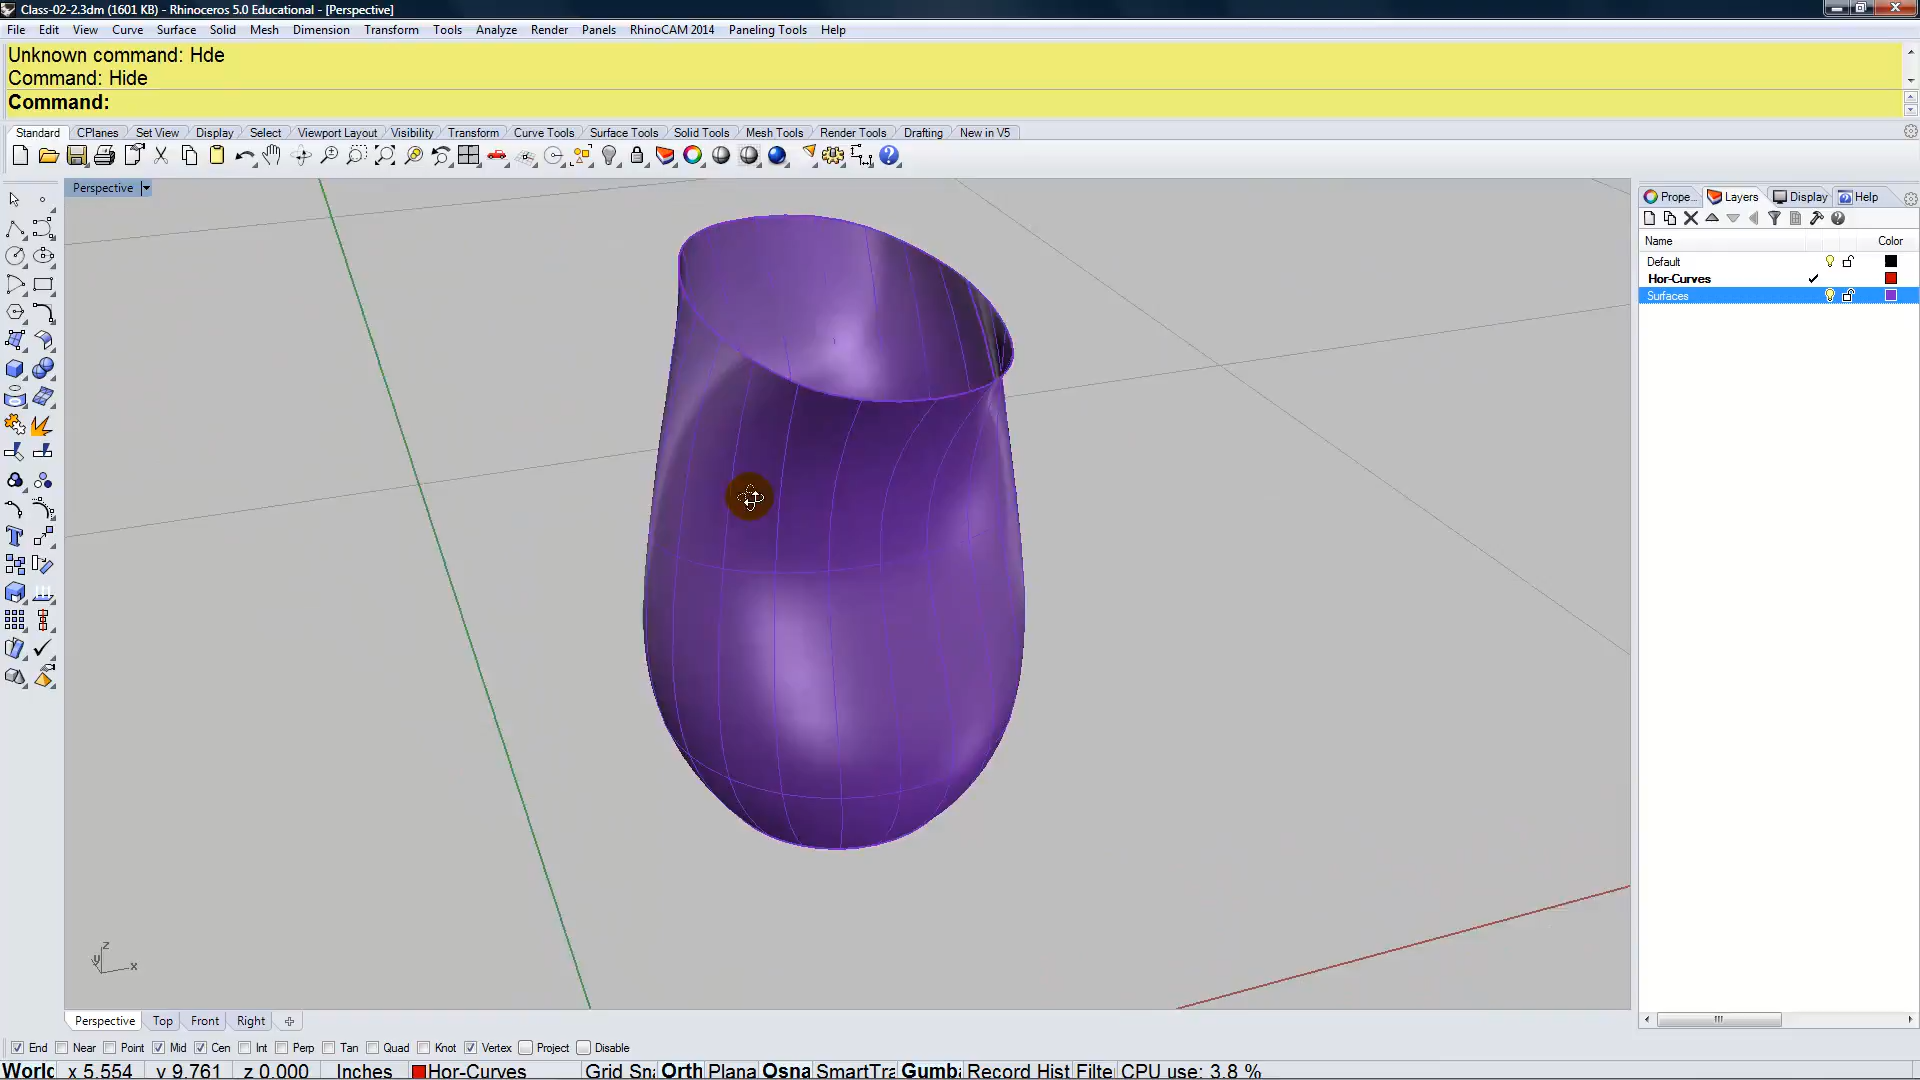 Class-02-2.3dm (1601 KB) - Rhinoceros 5.0 Educational - [Perspective]
File Edit View Curve Surface Solid Mesh Dimension Transform Tools Analyze Render Panels RhinoCAM 2014 Paneling Tools Help
Unknown command: Hde
Command: Hide
Command:
Standard CPlanes Set View Display Select Viewport Layout Visibility Transform Curve Tools Surface Tools Solid Tools Mesh Tools Render Tools Drafting New in V5
Perspective
Prope... Layers Display Help
Name Color
Default
Hor-Curves
Surfaces
z
y x
Perspective Top Front Right
End Near Point Mid Cen Int Perp Tan Quad Knot Vertex Project Disable
World x 5.554 y 9.761 z 0.000 Inches Hor-Curves Grid Sna Orth Plana Osna SmartTra Gumba Record Hist Filte CPU use: 3.8 %